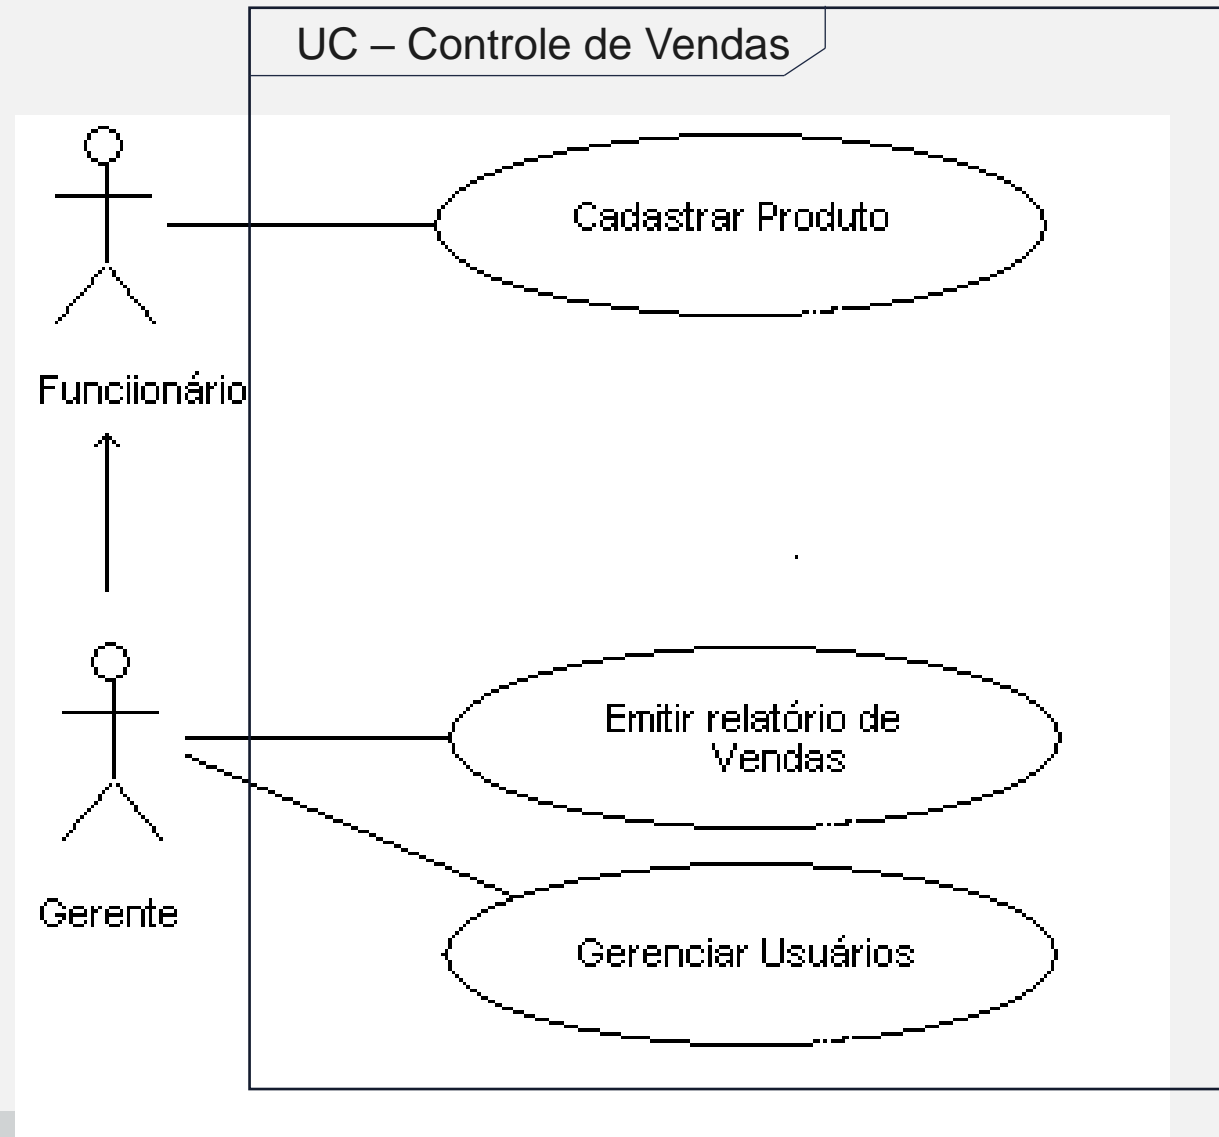 UC – Controle de Vendas
Cadastrar Produto
Funciionário
Emitir relatório de
Vendas
Gerente
Gerenciar Usuários